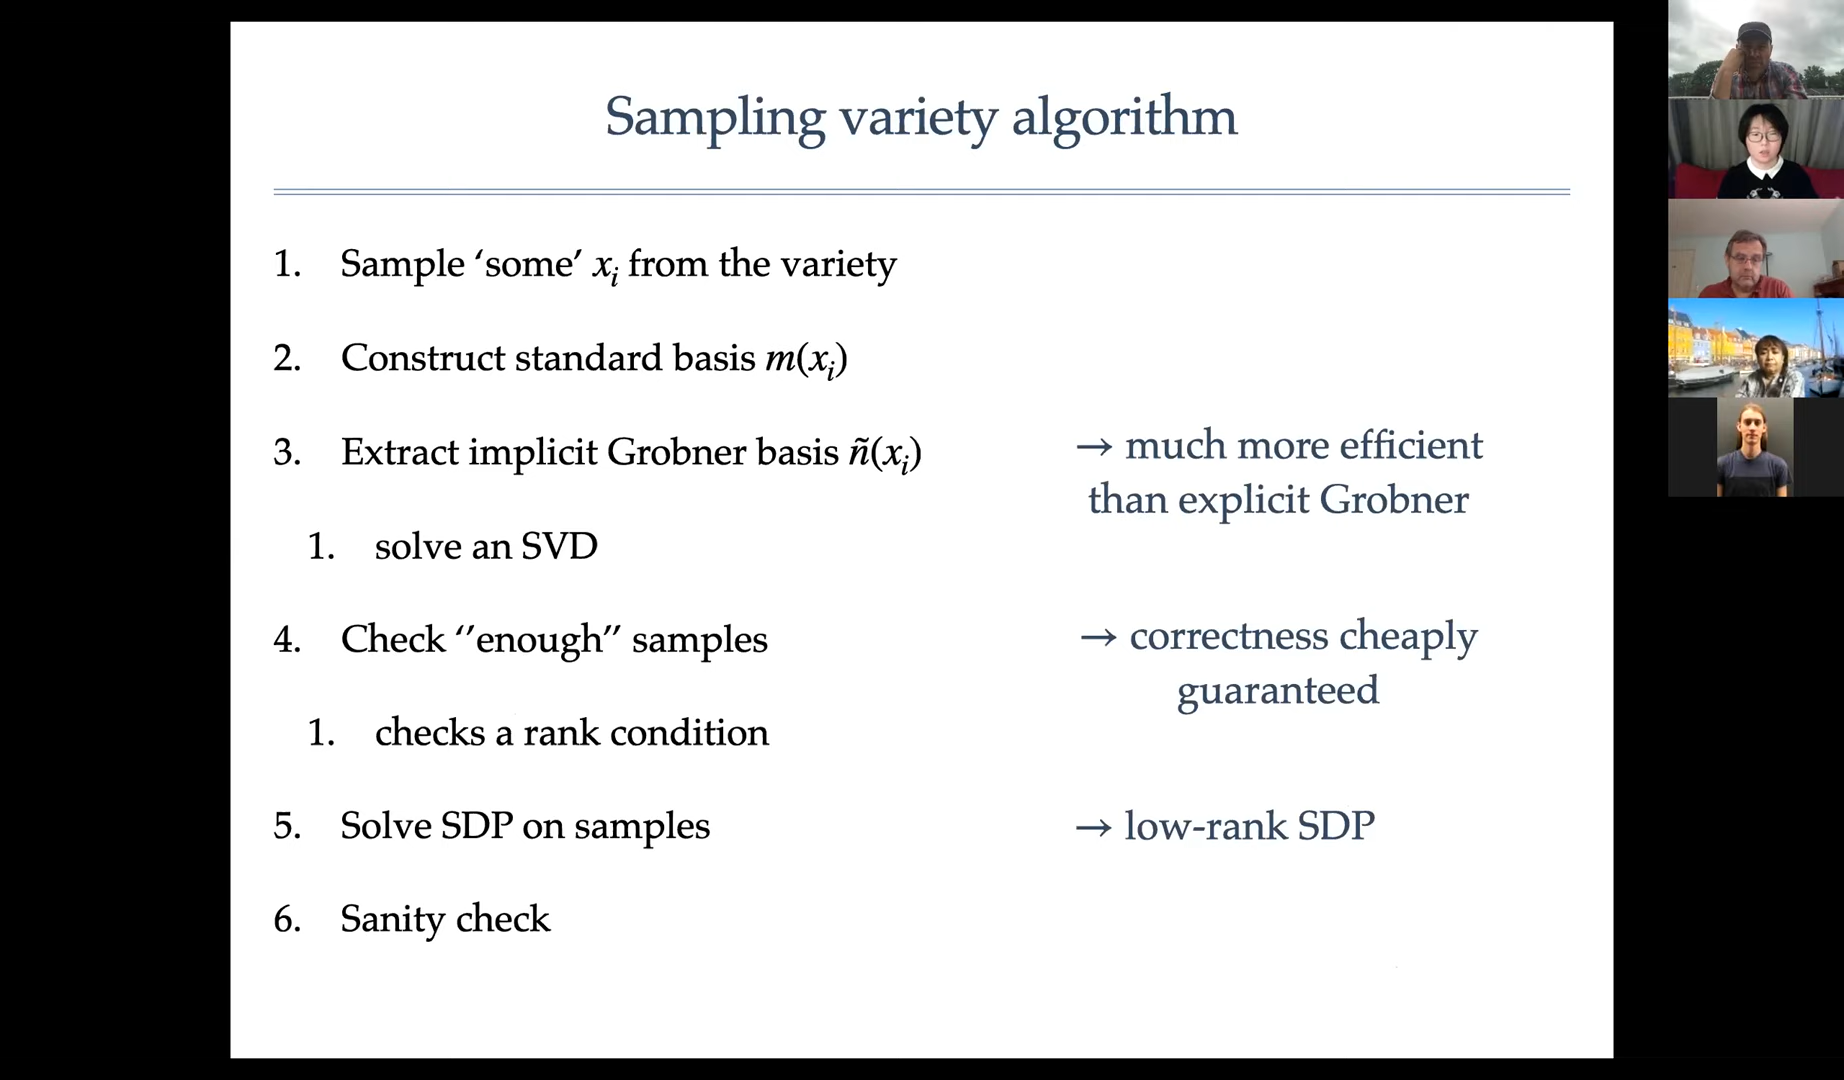 Sampling variety algorithm
1. Sample ‘some’ xᵢ from the variety
2. Construct standard basis m(xᵢ)
3. Extract implicit Grobner basis ñ(xᵢ)
→ much more efficient
than explicit Grobner
1. solve an SVD
4. Check ‘‘enough’’ samples
→ correctness cheaply
guaranteed
1. checks a rank condition
5. Solve SDP on samples
→ low-rank SDP
6. Sanity check